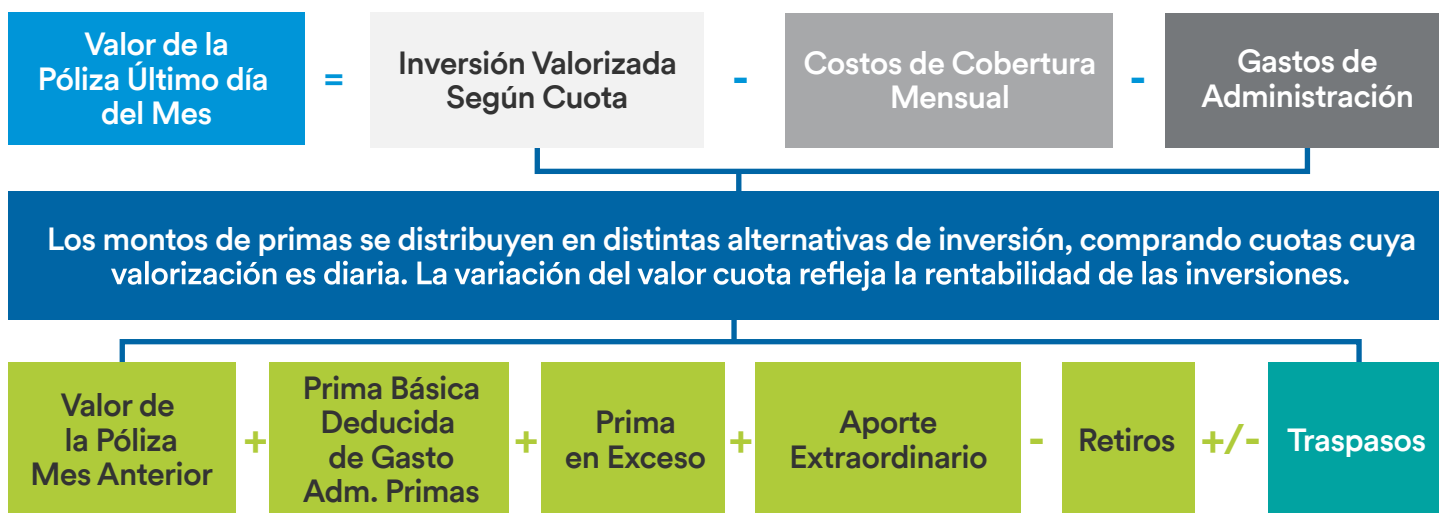 Valor de la
Póliza Último día
del Mes
=
Inversión Valorizada
Según Cuota
-
Costos de Cobertura
Mensual
-
Gastos de
Administración
Los montos de primas se distribuyen en distintas alternativas de inversión, comprando cuotas cuya
valorización es diaria. La variación del valor cuota refleja la rentabilidad de las inversiones.
Valor de
la Póliza
Mes Anterior
+
Prima Básica
Deducida
de Gasto
Adm. Primas
+
Prima
en Exceso
+
Aporte
Extraordinario
-
Retiros
+/-
Traspasos